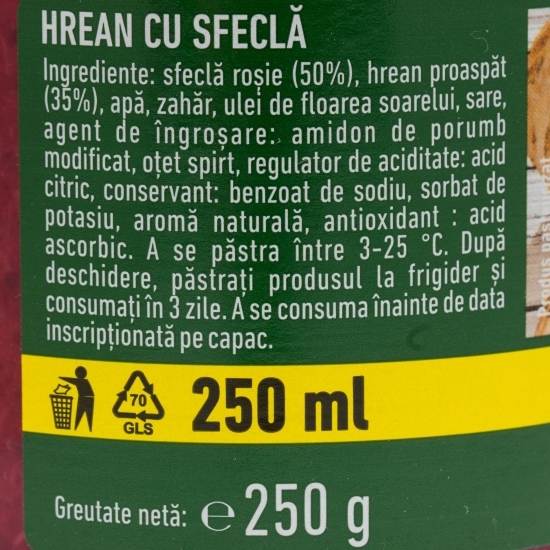 HREAN CU SFECLĂ
Ingrediente: sfeclă roșie (50%), hrean proaspăt
(35%), apă, zahăr, ulei de floarea soarelui, sare,
agent de îngroșare: amidon de porumb
modificat, oțet spirt, regulator de aciditate: acid
citric, conservant: benzoat de sodiu, sorbat de
potasiu, aromă naturală, antioxidant : acid
ascorbic. A se păstra între 3-25 °C. După
deschidere, păstrați produsul la frigider și
consumați în 3 zile. A se consuma înainte de data
inscripționată pe capac.
70
GLS
250 ml
Greutate netă: ℮ 250 g
Produs